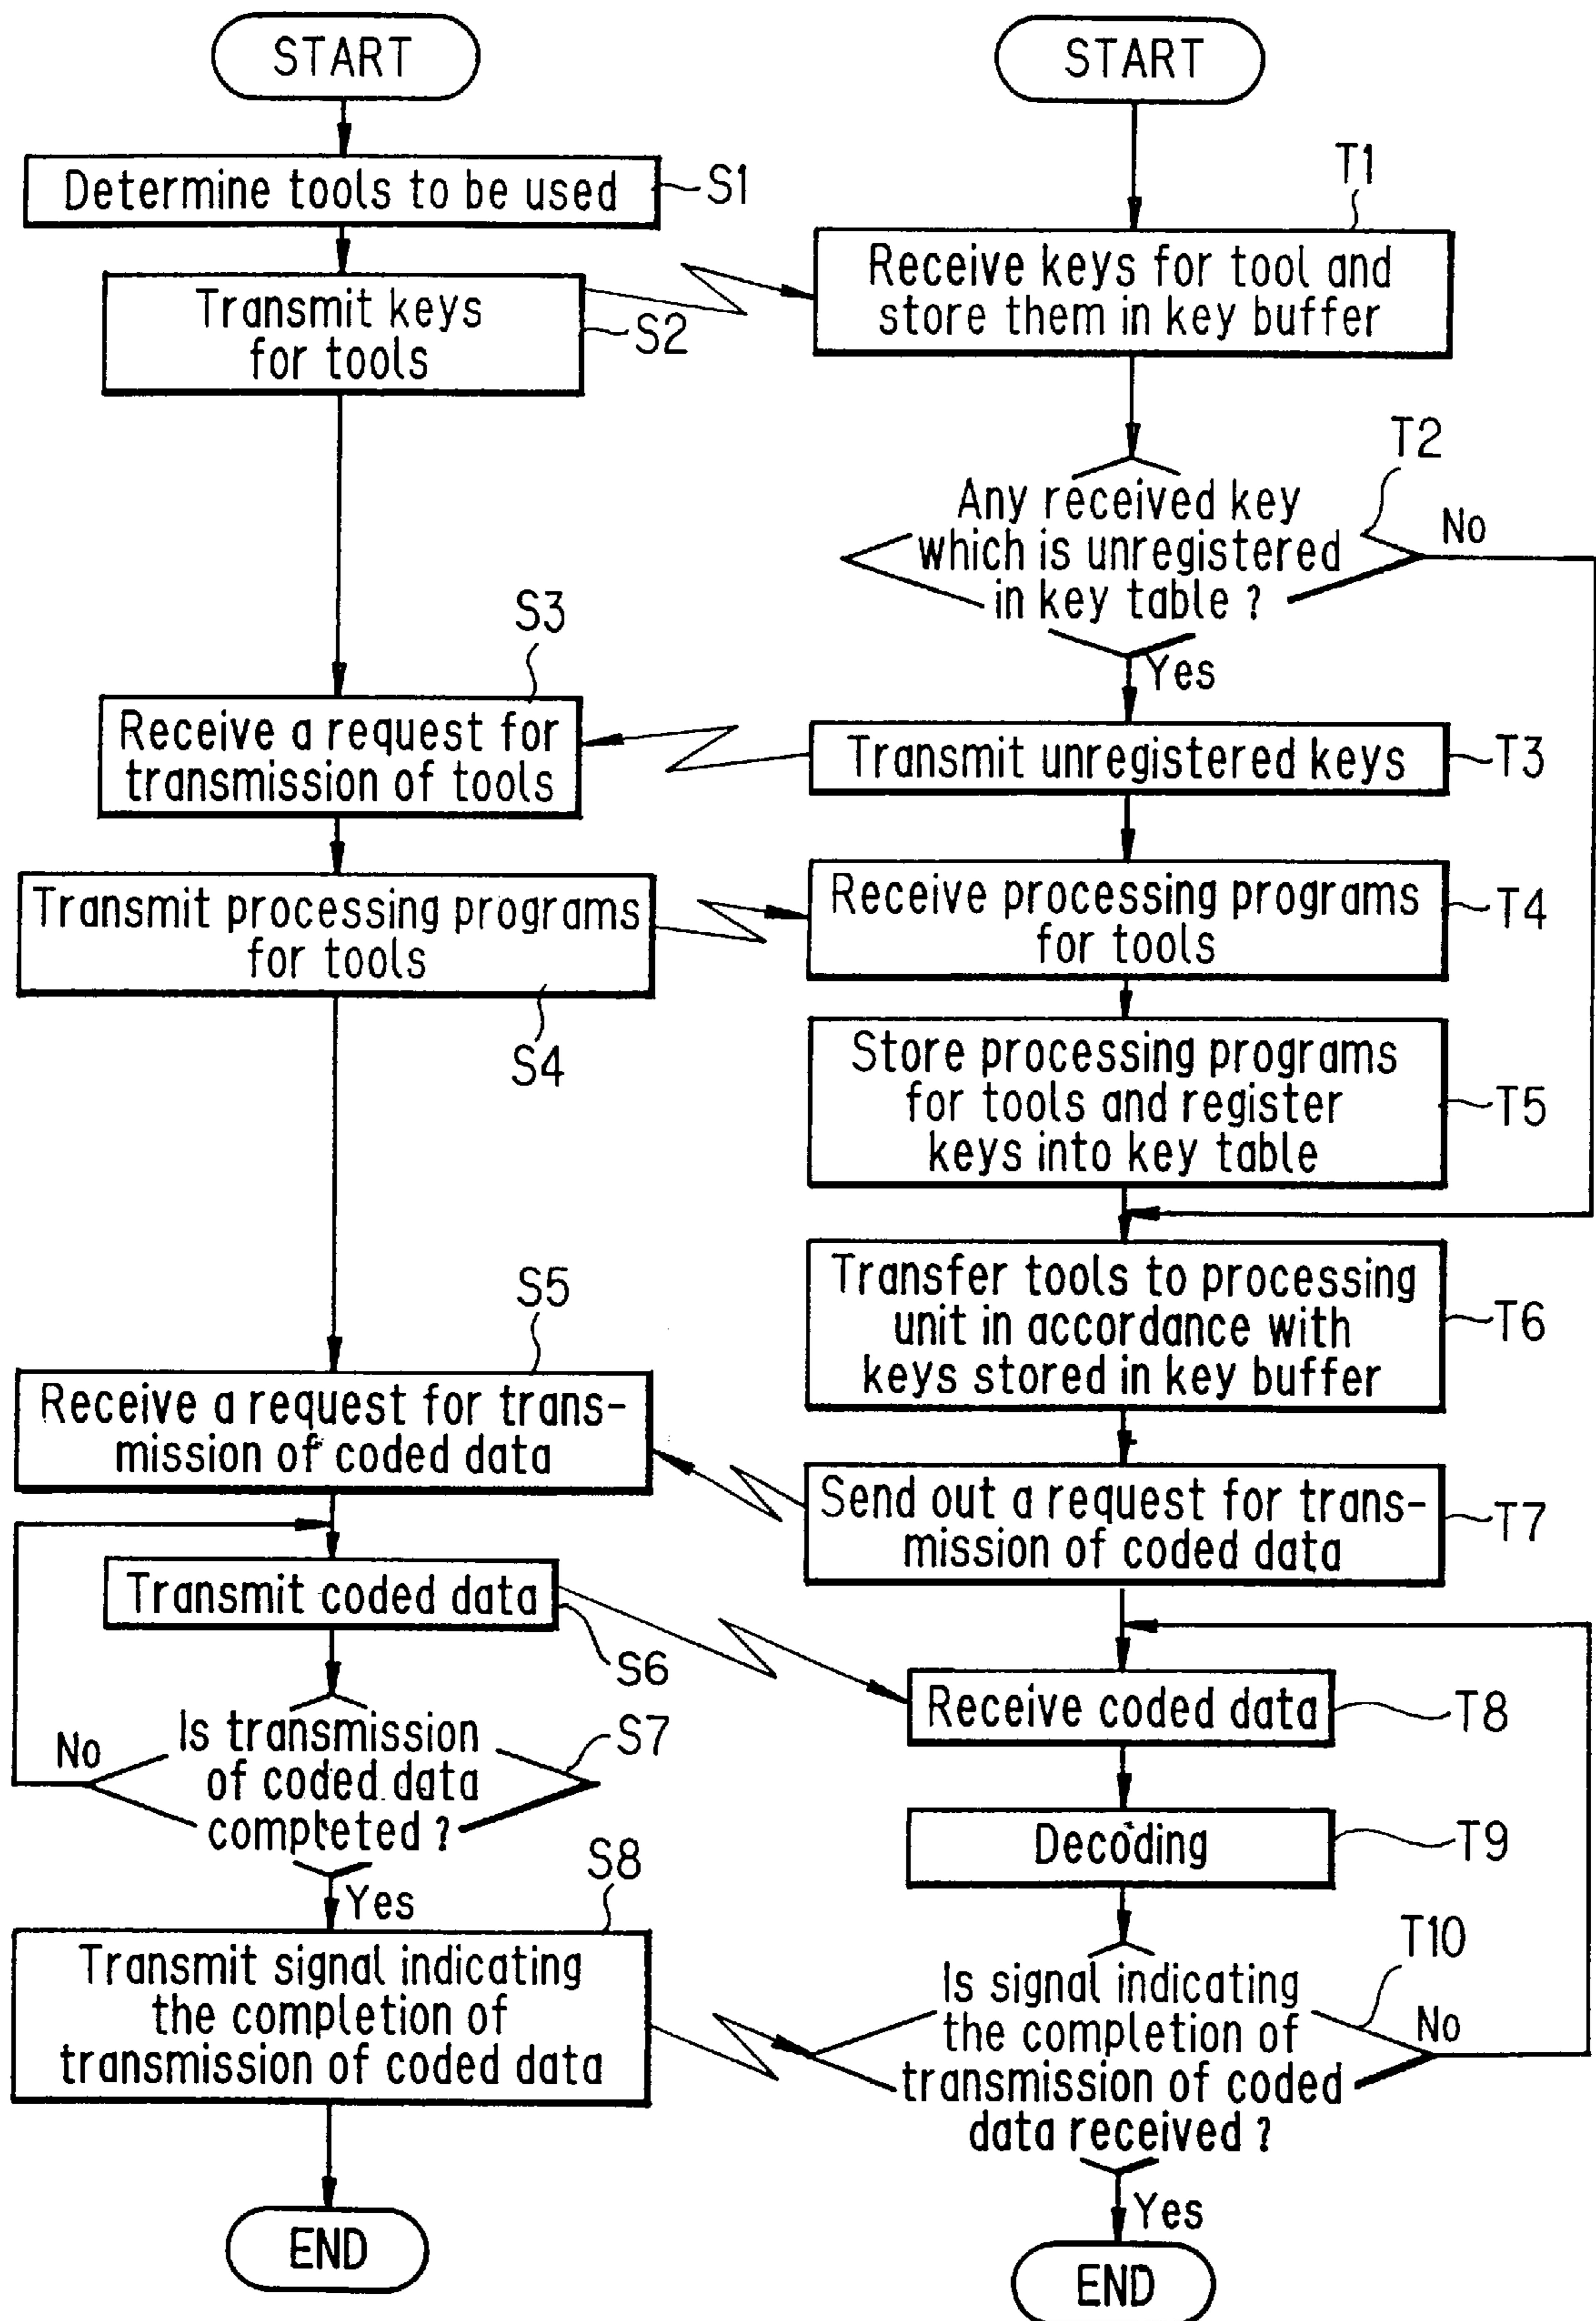 START
Determine tools to be used
S1
Transmit keys
for tools
S2
S3
Receive a request for
transmission of tools
Transmit processing programs
for tools
S4
S5
Receive a request for trans-
mission of coded data
Transmit coded data
S6
Is transmission
of coded data
completed ?
S7
No
Yes
S8
Transmit signal indicating
the completion of
transmission of coded data
END
START
T1
Receive keys for tool and
store them in key buffer
T2
Any received key
which is unregistered
in key table ?
No
Yes
Transmit unregistered keys
T3
Receive processing programs
for tools
T4
Store processing programs
for tools and register
keys into key table
T5
Transfer tools to processing
unit in accordance with
keys stored in key buffer
T6
Send out a request for trans-
mission of coded data
T7
Receive coded data
T8
Decoding
T9
T10
Is signal indicating
the completion of
transmission of coded
data received ?
No
Yes
END